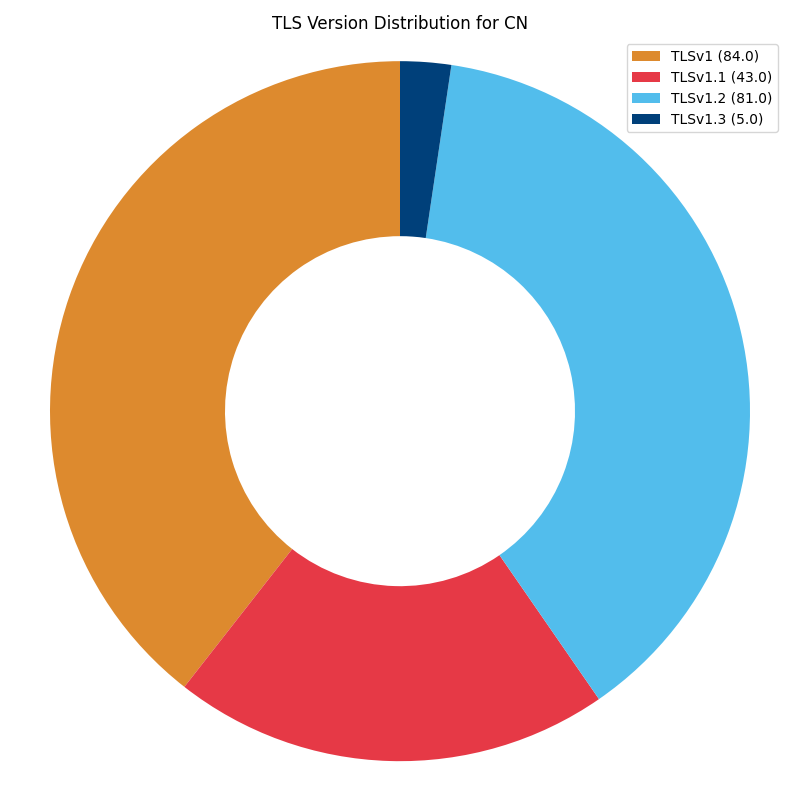 TLS Version Distribution for CN
TLSv1 (84.0)
TLSv1.1 (43.0)
TLSv1.2 (81.0)
TLSv1.3 (5.0)